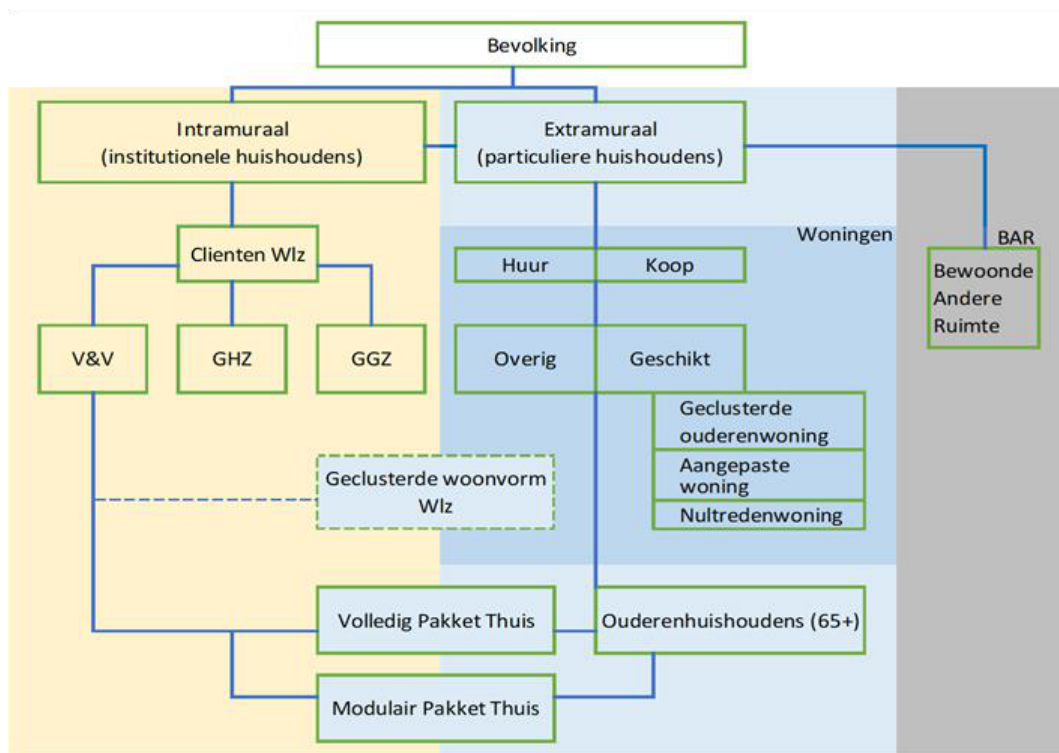 Bevolking
Intramuraal
(institutionele huishoudens)
Extramuraal
(particuliere huishoudens)
Woningen
BAR
Clienten Wlz
Huur
Koop
Bewoonde
Andere
Ruimte
V&V
GHZ
GGZ
Overig
Geschikt
Geclusterde
ouderenwoning
Aangepaste
woning
Nultredenwoning
Geclusterde woonvorm
Wlz
Volledig Pakket Thuis
Ouderenhuishoudens (65+)
Modulair Pakket Thuis